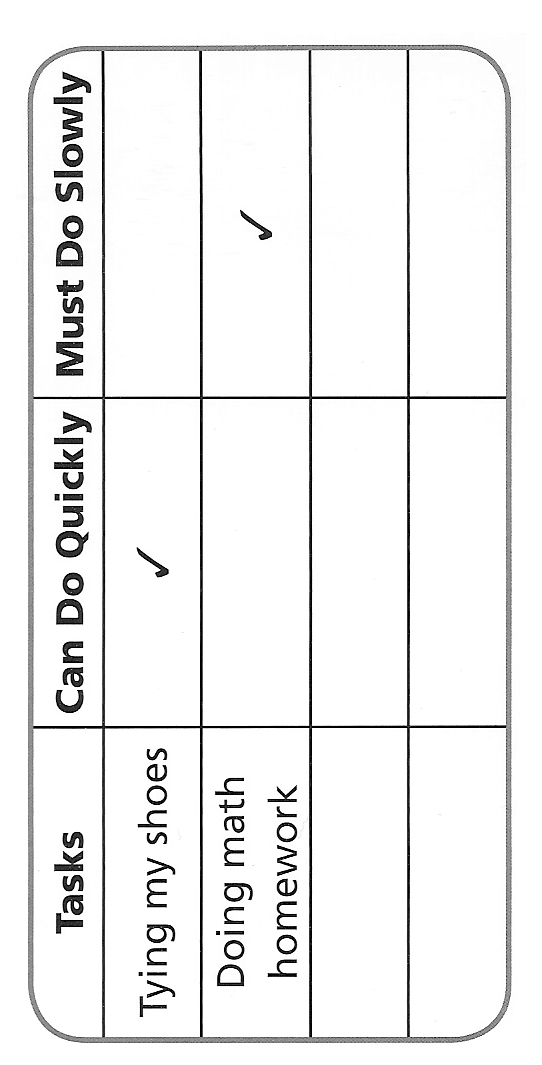 Tasks Can Do Quickly Must Do Slowly
Tying my shoes ✓
Doing math
homework ✓